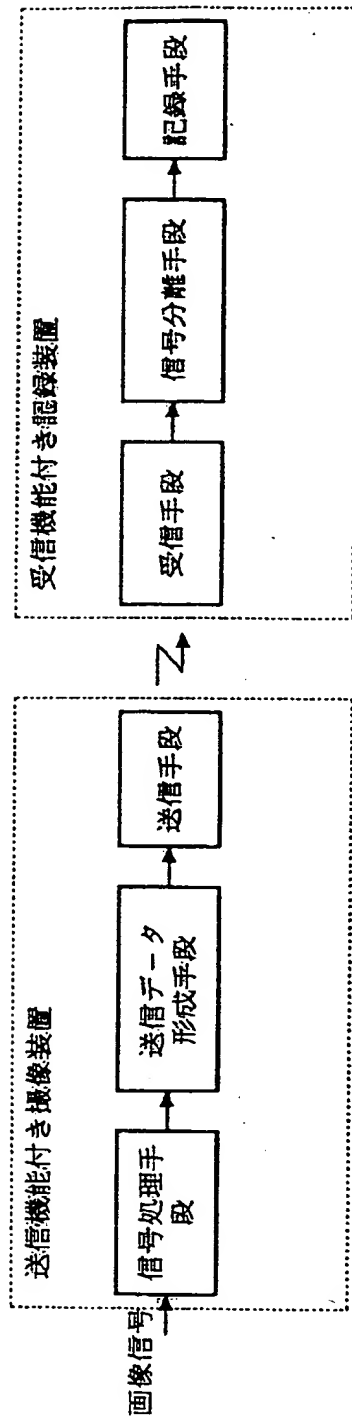 画像信号
送信機能付き撮像装置
信号処理手
段
送信データ
形成手段
送信手段
受信機能付き記録装置
受信手段
信号分離手段
記録手段